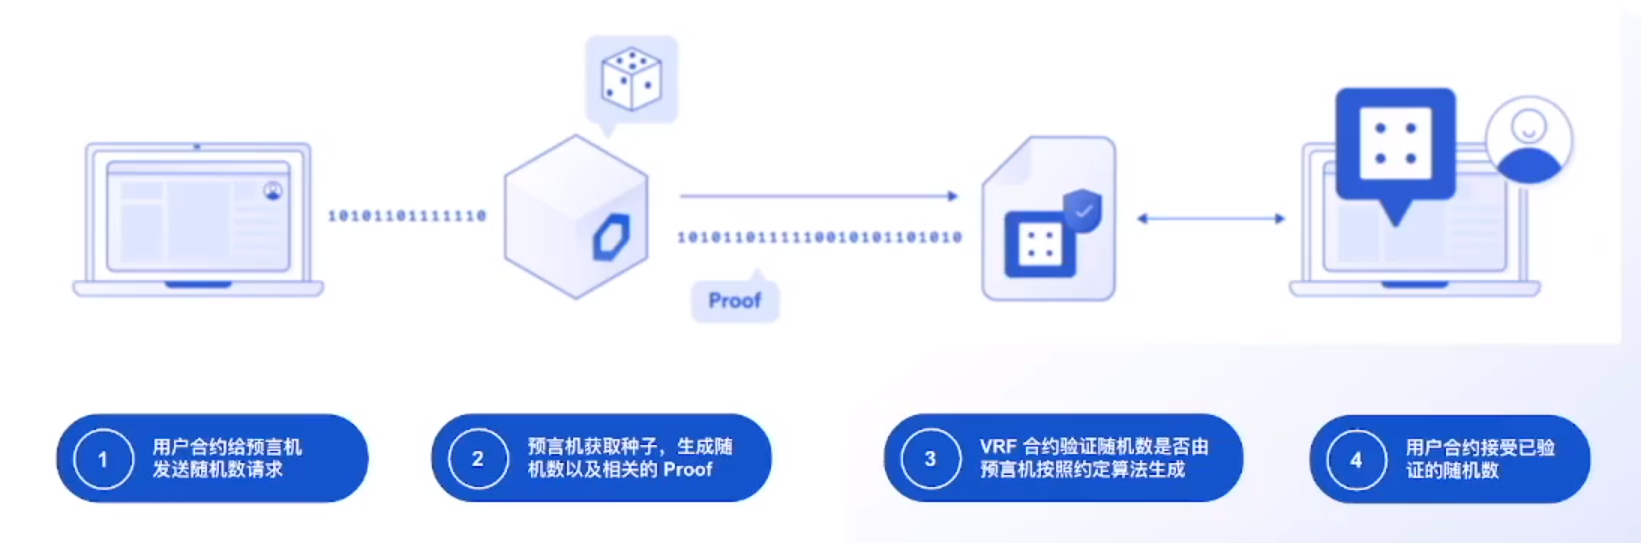 10101101111110
1010110111110010101101010
Proof
1
用户合约给预言机
发送随机数请求
2
预言机获取种子，生成随
机数以及相关的 Proof
3
VRF 合约验证随机数是否由
预言机按照约定算法生成
4
用户合约接受已验
证的随机数